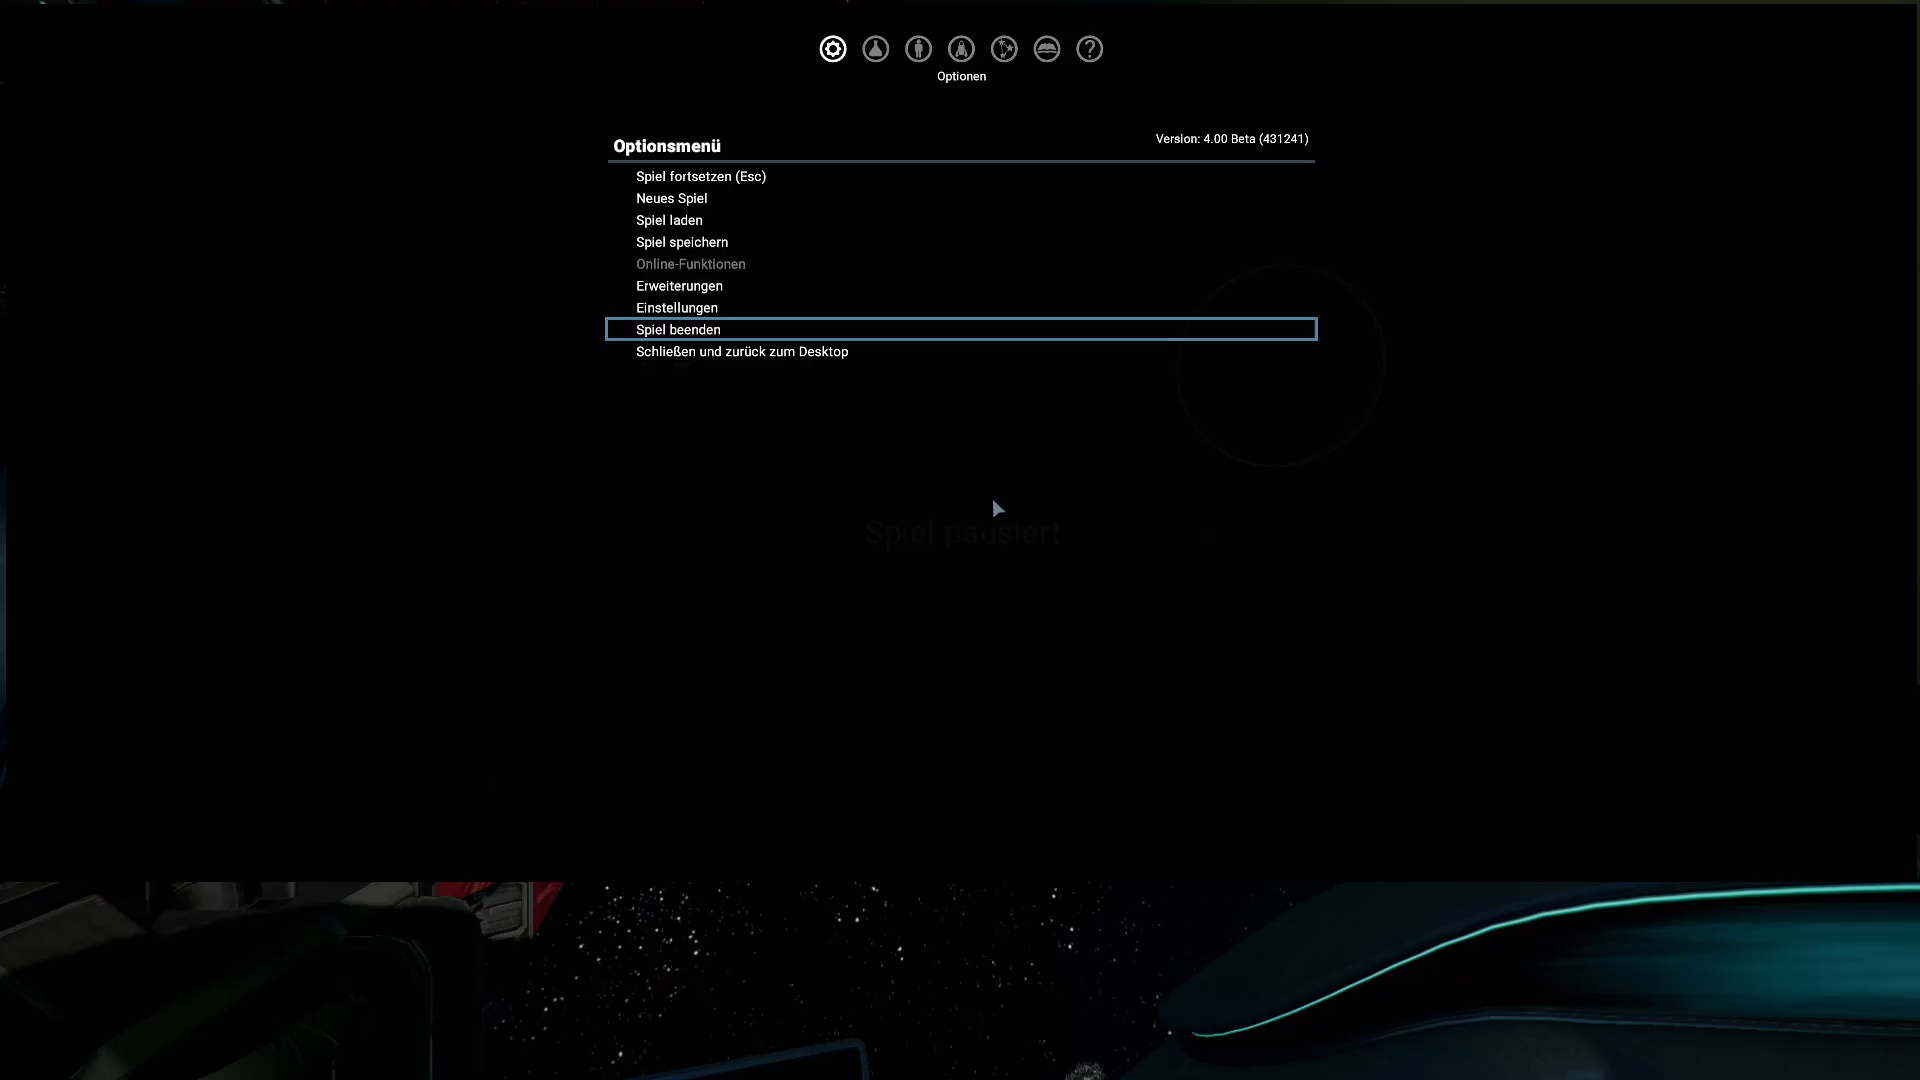 Optionen
Optionsmenü
Version: 4.00 Beta (431241)
Spiel fortsetzen (Esc)
Neues Spiel
Spiel laden
Spiel speichern
Online-Funktionen
Erweiterungen
Einstellungen
Spiel beenden
Schließen und zurück zum Desktop
Spiel pausiert